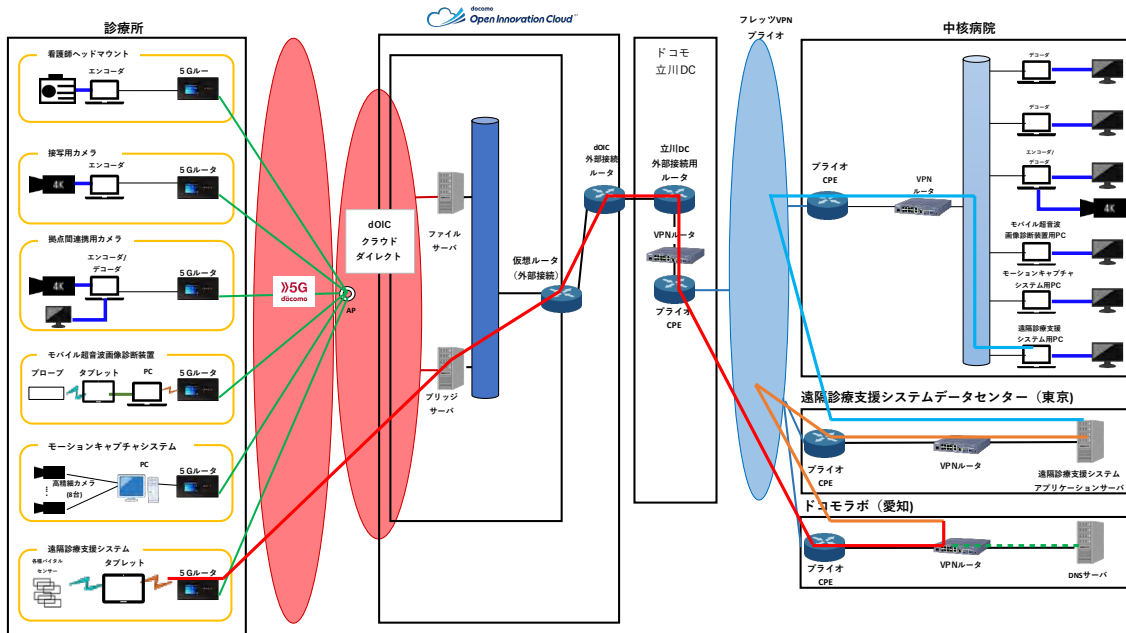 docomo
Open Innovation Cloud
診療所
看護師ヘッドマウント
エンコーダ
5Gルー
接写用カメラ
エンコーダ
5Gルータ
4K
拠点間連携用カメラ
エンコーダ/
デコーダ
5Gルータ
4K
モバイル超音波画像診断装置
プローブ
タブレット
PC
5Gルータ
モーションキャプチャシステム
高精細カメラ
(8台)
PC
5Gルータ
遠隔診療支援システム
各種バイタル
センサー
タブレット
5Gルータ
5G
docomo
AP
dOIC
クラウド
ダイレクト
ファイル
サーバ
ブリッジ
サーバ
仮想ルータ
（外部接続）
dOIC
外部接続
ルータ
ドコモ
立川DC
立川DC
外部接続用
ルータ
VPNルータ
プライオ
CPE
フレッツVPN
プライオ
中核病院
プライオ
CPE
VPN
ルータ
デコーダ
デコーダ
エンコーダ/
デコーダ
4K
モバイル超音波
画像診断装置用PC
モーションキャプチャ
システム用PC
遠隔診療支援
システム用PC
遠隔診療支援システムデータセンター（東京）
プライオ
CPE
VPNルータ
遠隔診療支援システム
アプリケーションサーバ
ドコモラボ（愛知)
プライオ
CPE
VPNルータ
DNSサーバ